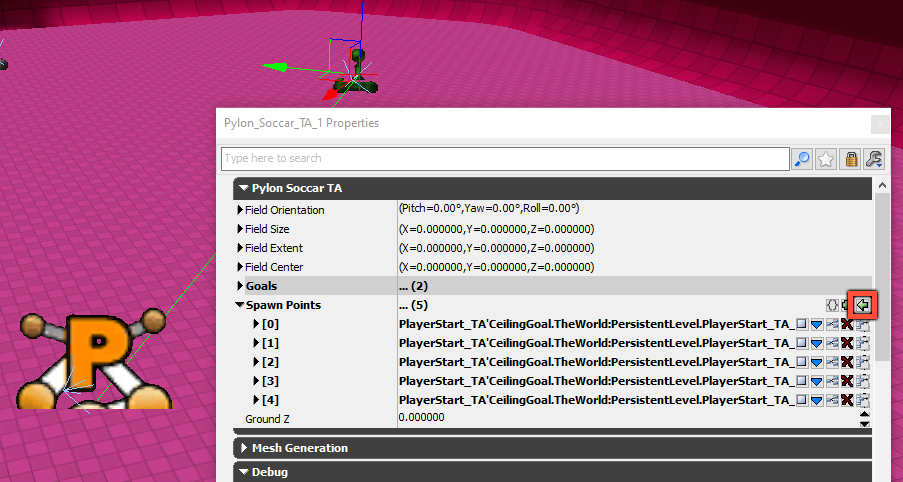 Pylon_Soccar_TA_1 Properties
Type here to search
Pylon Soccar TA
Field Orientation (Pitch=0.00°,Yaw=0.00°,Roll=0.00°)
Field Size (X=0.000000,Y=0.000000,Z=0.000000)
Field Extent (X=0.000000,Y=0.000000,Z=0.000000)
Field Center (X=0.000000,Y=0.000000,Z=0.000000)
Goals ... (2)
Spawn Points ... (5)
[0] PlayerStart_TA'CeilingGoal.TheWorld:PersistentLevel.PlayerStart_TA_
[1] PlayerStart_TA'CeilingGoal.TheWorld:PersistentLevel.PlayerStart_TA_
[2] PlayerStart_TA'CeilingGoal.TheWorld:PersistentLevel.PlayerStart_TA_
[3] PlayerStart_TA'CeilingGoal.TheWorld:PersistentLevel.PlayerStart_TA_
[4] PlayerStart_TA'CeilingGoal.TheWorld:PersistentLevel.PlayerStart_TA_
Ground Z 0.000000
P
Mesh Generation
Debug